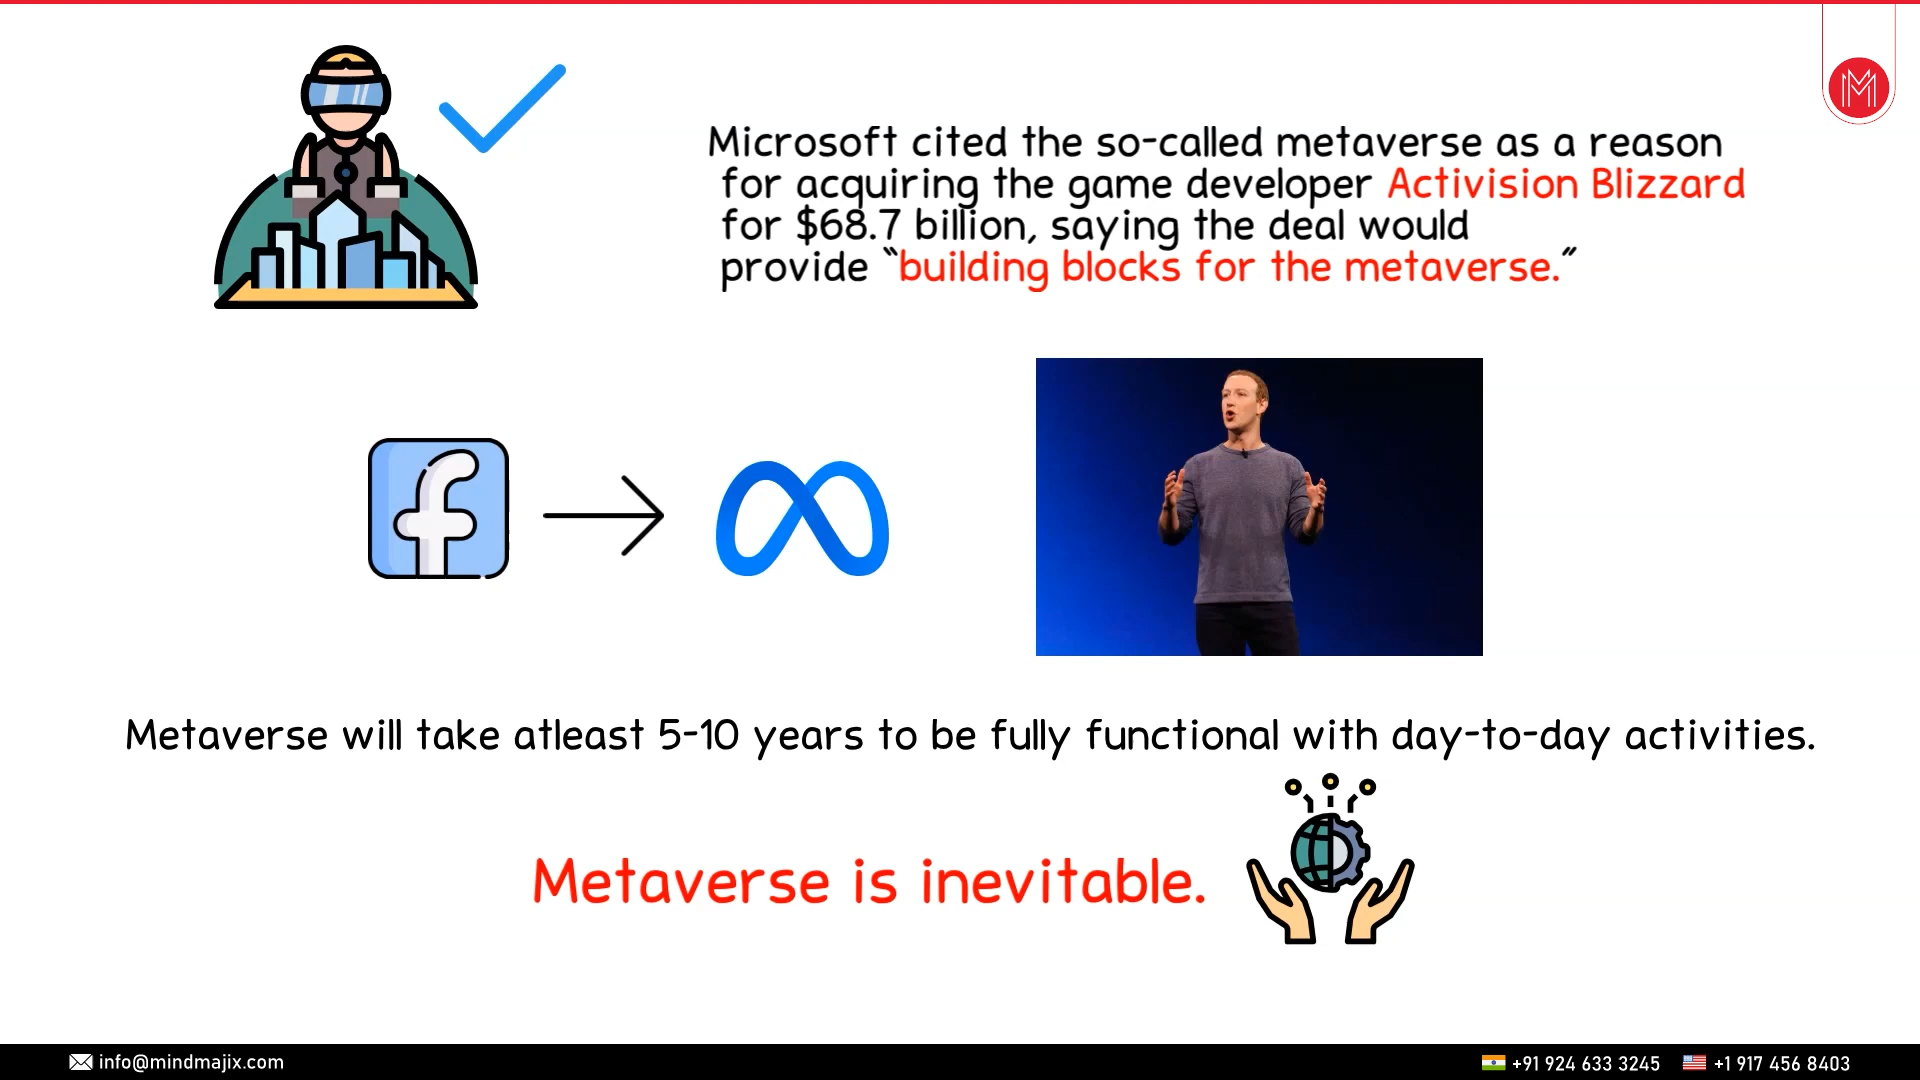 Microsoft cited the so-called metaverse as a reason
for acquiring the game developer Activision Blizzard
for $68.7 billion, saying the deal would
provide “building blocks for the metaverse.”
Metaverse will take atleast 5-10 years to be fully functional with day-to-day activities.
Metaverse is inevitable.
info@mindmajix.com
+91 924 633 3245
+1 917 456 8403